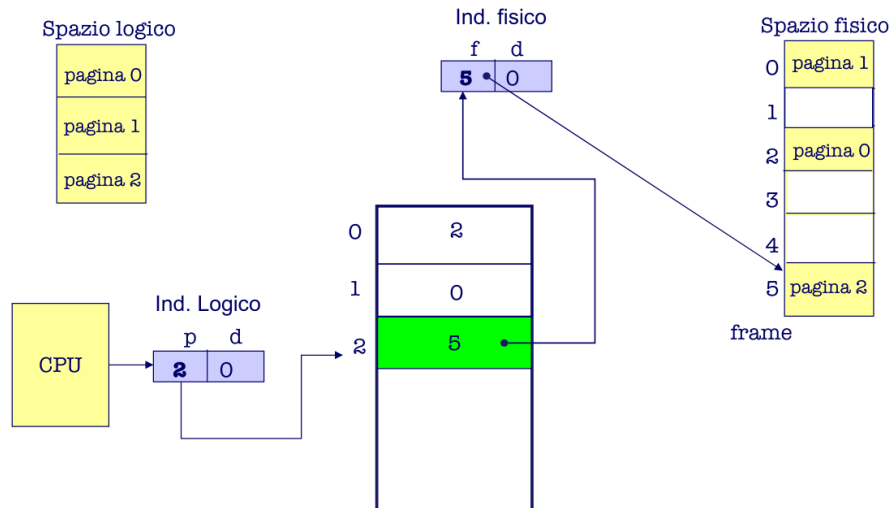 Ind. fisico
Spazio logico
Spazio fisico
f d
5 0
pagina 0
pagina 1
pagina 2
0 pagina 1
1
2 pagina 0
3
4
5 pagina 2
frame
0 2
1 0
2 5
Ind. Logico
p d
CPU
2 0